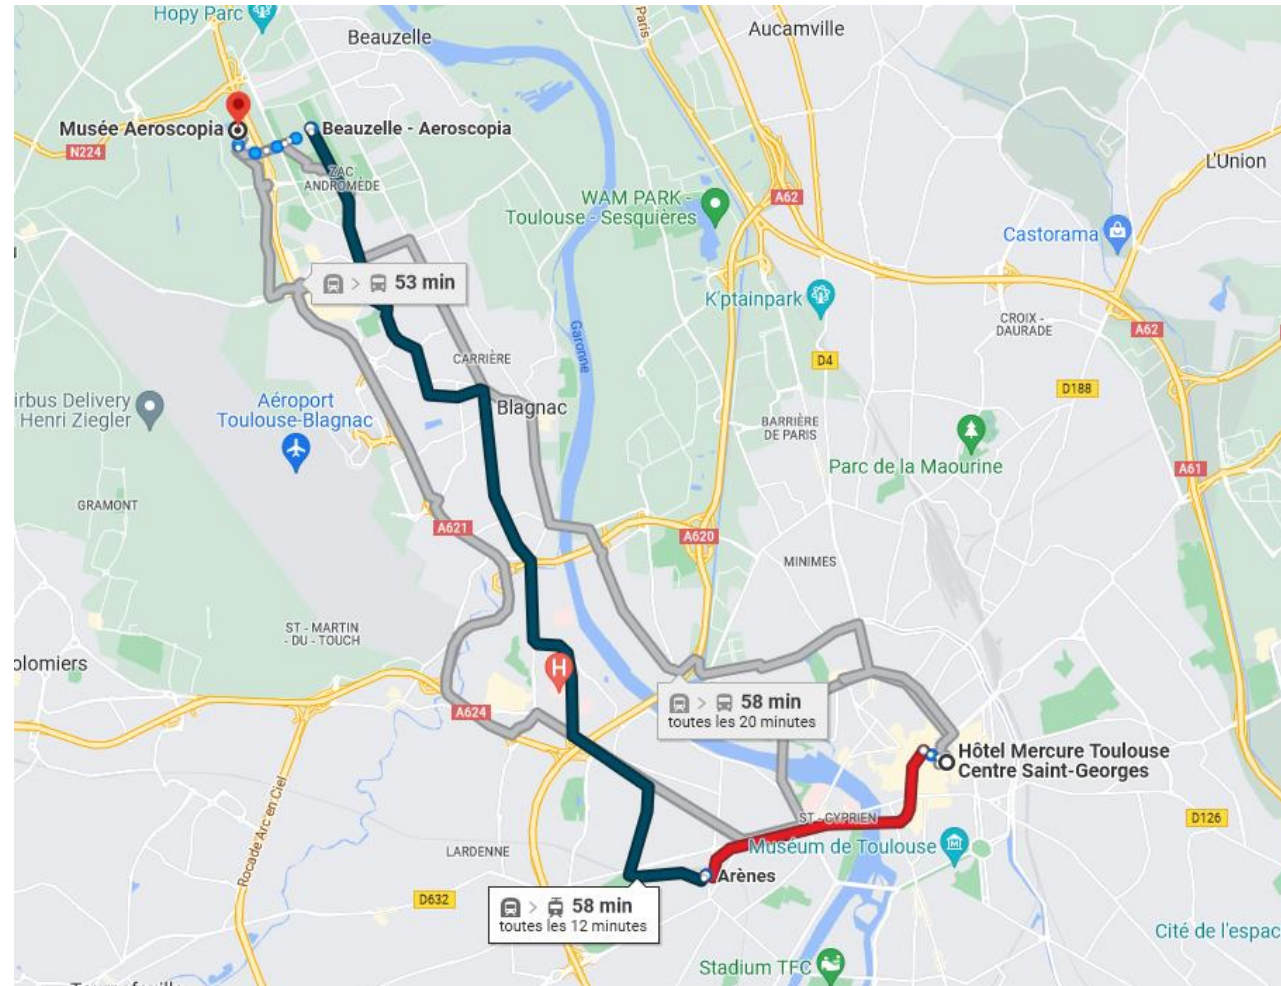 Hopy Parc
Beauzelle
Paris
Aucamville
Musée Aeroscopia
Beauzelle - Aeroscopia
N224
ZAC
ANDROMÈDE
L'Union
WAM PARK -
Toulouse - Sesquières
A62
Castorama
53 min
K'ptainpark
CROIX -
DAURADE
A62
Garonne
CARRIÈRE
D4
D188
irbus Delivery
Henri Ziegler
Aéroport
Toulouse-Blagnac
Blagnac
BARRIÈRE
DE PARIS
Parc de la Maourine
A61
GRAMONT
A621
A620
MINIMES
ST - MARTIN
- DU - TOUCH
olomiers
H
A624
58 min
toutes les 20 minutes
Hôtel Mercure Toulouse
Centre Saint-Georges
Rocade Arc en Ciel
ST - CYPRIEN
D126
LARDENNE
Muséum de Toulouse
Arènes
D632
58 min
toutes les 12 minutes
Cité de l'espac
Stadium TFC